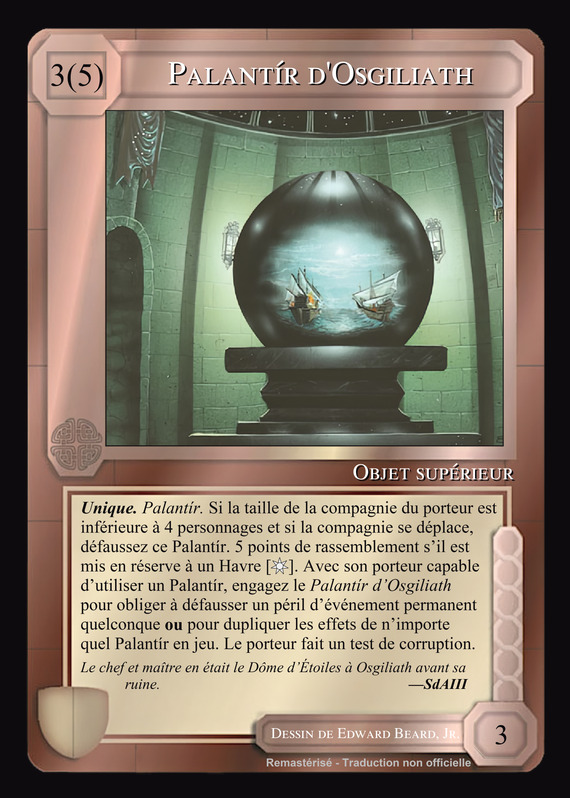 3(5)
Palantír d'Osgiliath
Objet supérieur
Unique. Palantír. Si la taille de la compagnie du porteur est
inférieure à 4 personnages et si la compagnie se déplace,
défaussez ce Palantír. 5 points de rassemblement s'il est
mis en réserve à un Havre [☼]. Avec son porteur capable
d'utiliser un Palantír, engagez le Palantír d'Osgiliath
pour obliger à défausser un péril d'événement permanent
quelconque ou pour dupliquer les effets de n'importe
quel Palantír en jeu. Le porteur fait un test de corruption.
Le chef et maître en était le Dôme d'Étoiles à Osgiliath avant sa
ruine. —SdAIII
Dessin de Edward Beard, Jr.
3
Remastérisé - Traduction non officielle